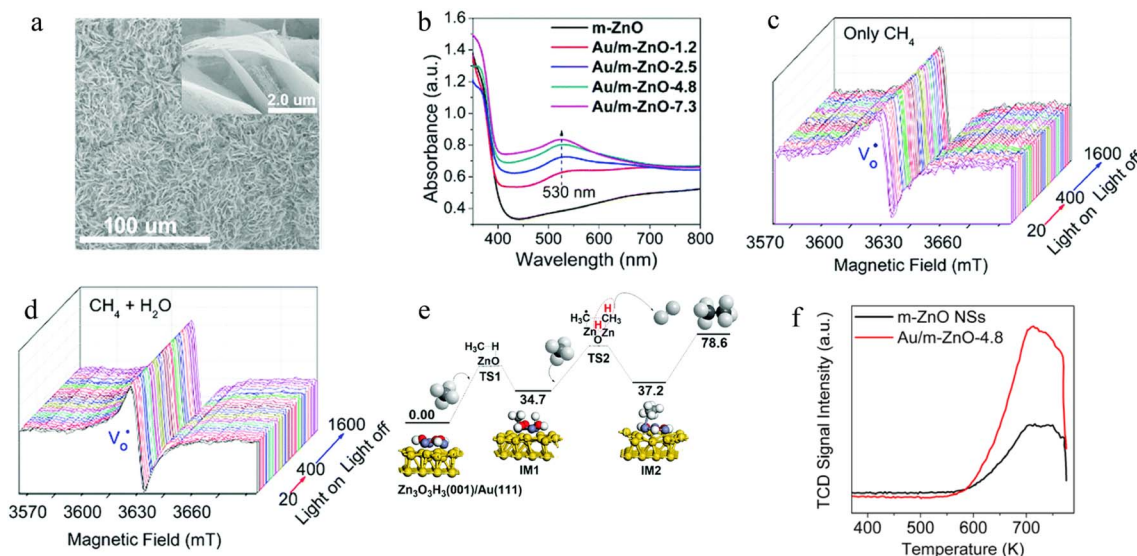 a
2.0 um
100 um
b
m-ZnO
Au/m-ZnO-1.2
Au/m-ZnO-2.5
Au/m-ZnO-4.8
Au/m-ZnO-7.3
530 nm
1.6
1.4
1.2
1.0
0.8
0.6
0.4
400 500 600 700 800
Absorbance (a.u.)
Wavelength (nm)
c
Only CH₄
Vₒ˙
3570 3600 3630 3660
Magnetic Field (mT)
20 400 1600
Light on Light off
d
CH₄ + H₂O
Vₒ˙
3570 3600 3630 3660
Magnetic Field (mT)
20 400 1600
Light on Light off
e
0.00
Zn₃O₃H₃(001)/Au(111)
H₃C H
ZnO
TS1
34.7
IM1
H
H₃C CH₃
H
Zn Zn
O
TS2
37.2
IM2
78.6
f
m-ZnO NSs
Au/m-ZnO-4.8
TCD Signal Intensity (a.u.)
400 500 600 700
Temperature (K)